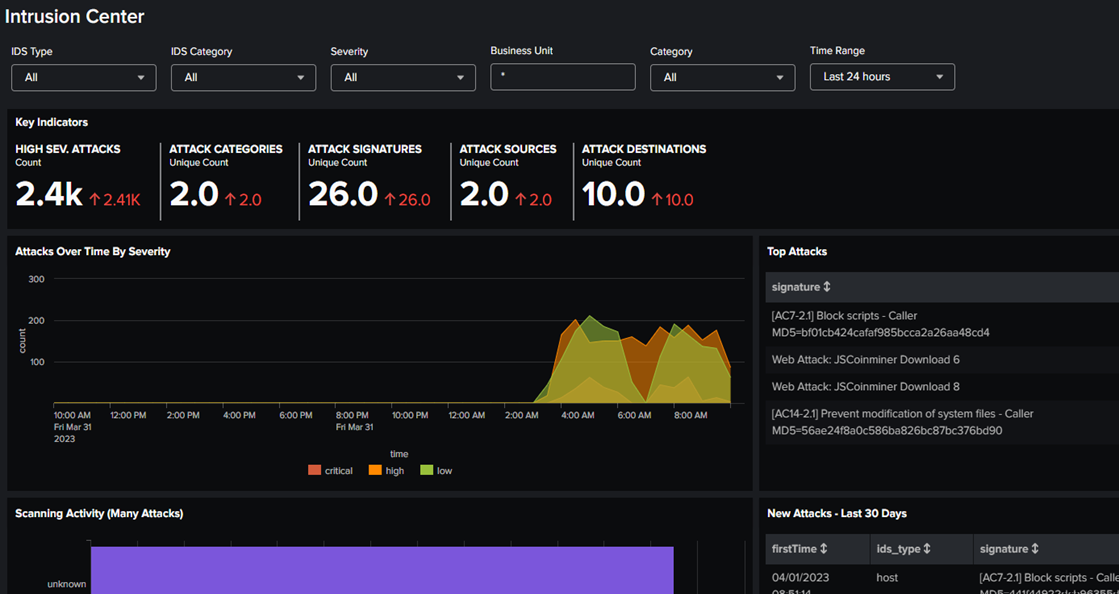 Intrusion Center
IDS Type
IDS Category
Severity
Business Unit
Category
Time Range
All
All
All
*
All
Last 24 hours
Key Indicators
HIGH SEV. ATTACKS
Count
2.4k 2.41K
ATTACK CATEGORIES
Unique Count
2.0 2.0
ATTACK SIGNATURES
Unique Count
26.0 26.0
ATTACK SOURCES
Unique Count
2.0 2.0
ATTACK DESTINATIONS
Unique Count
10.0 10.0
Attacks Over Time By Severity
300
200
100
count
10:00 AM 12:00 PM 2:00 PM 4:00 PM 6:00 PM 8:00 PM 10:00 PM 12:00 AM 2:00 AM 4:00 AM 6:00 AM 8:00 AM
Fri Mar 31 Fri Mar 31
2023
time
critical high low
Top Attacks
signature
[AC7-2.1] Block scripts - Caller
MD5=bf01cb424cafaf985bcca2a26aa48cd4
Web Attack: JSCoinminer Download 6
Web Attack: JSCoinminer Download 8
[AC14-2.1] Prevent modification of system files - Caller
MD5=56ae24f8a0c586ba826bc87bc376bd90
Scanning Activity (Many Attacks)
unknown
New Attacks - Last 30 Days
firstTime ids_type signature
04/01/2023 host [AC7-2.1] Block scripts - Calle